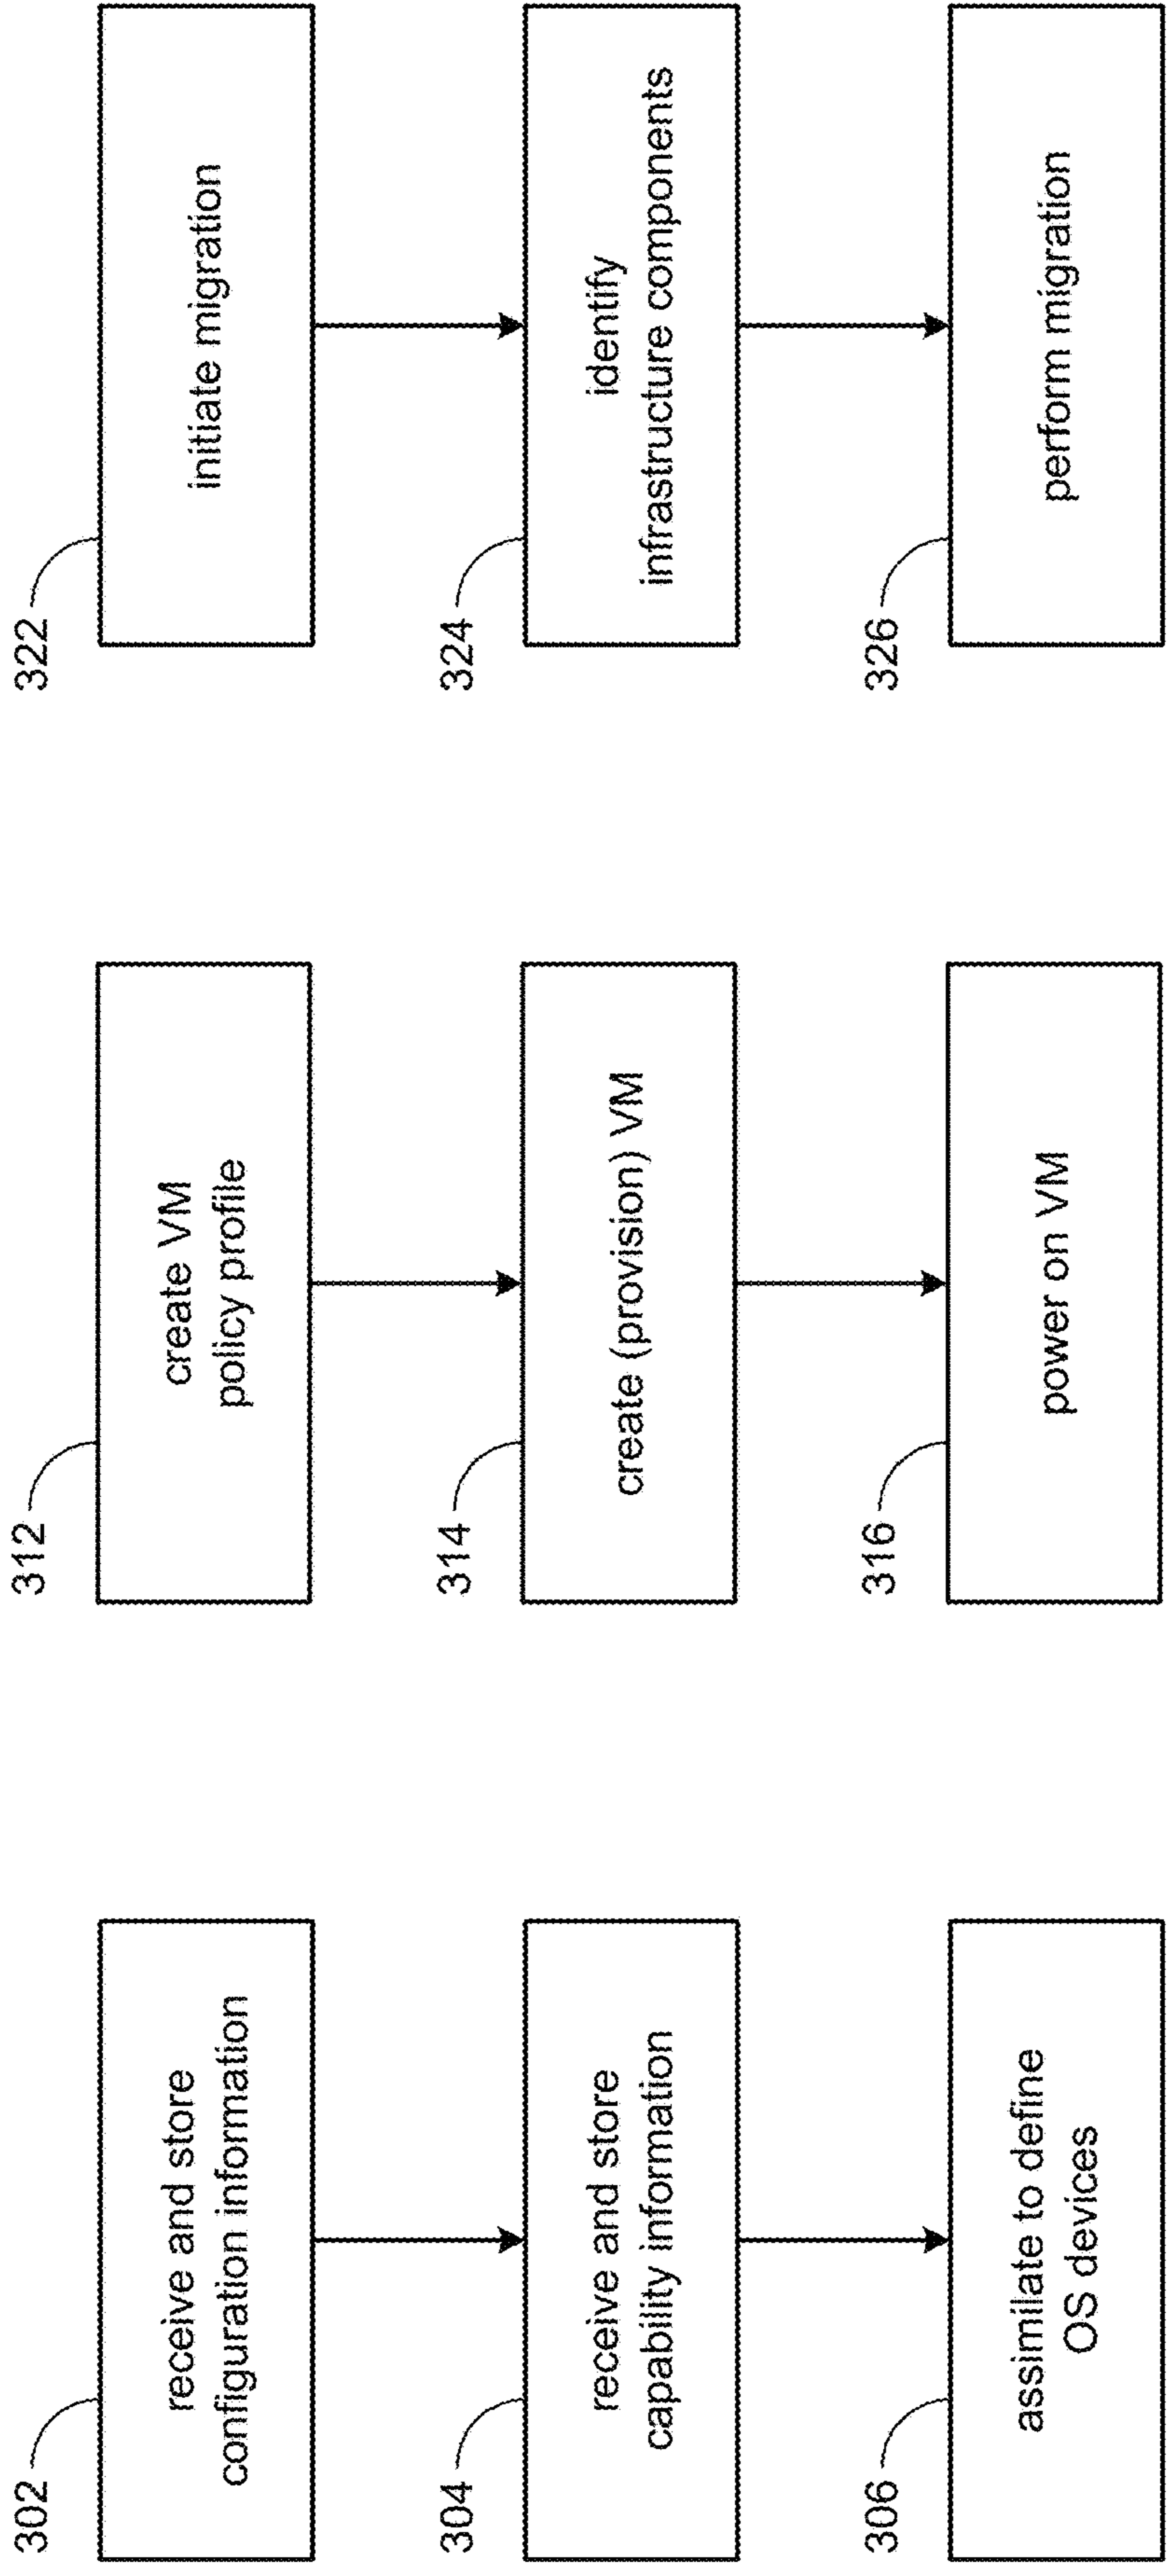 302
receive and store
configuration information
304
receive and store
capability information
306
assimilate to define
OS devices
312
create VM
policy profile
314
create (provision) VM
316
power on VM
322
initiate migration
324
identify
infrastructure components
326
perform migration